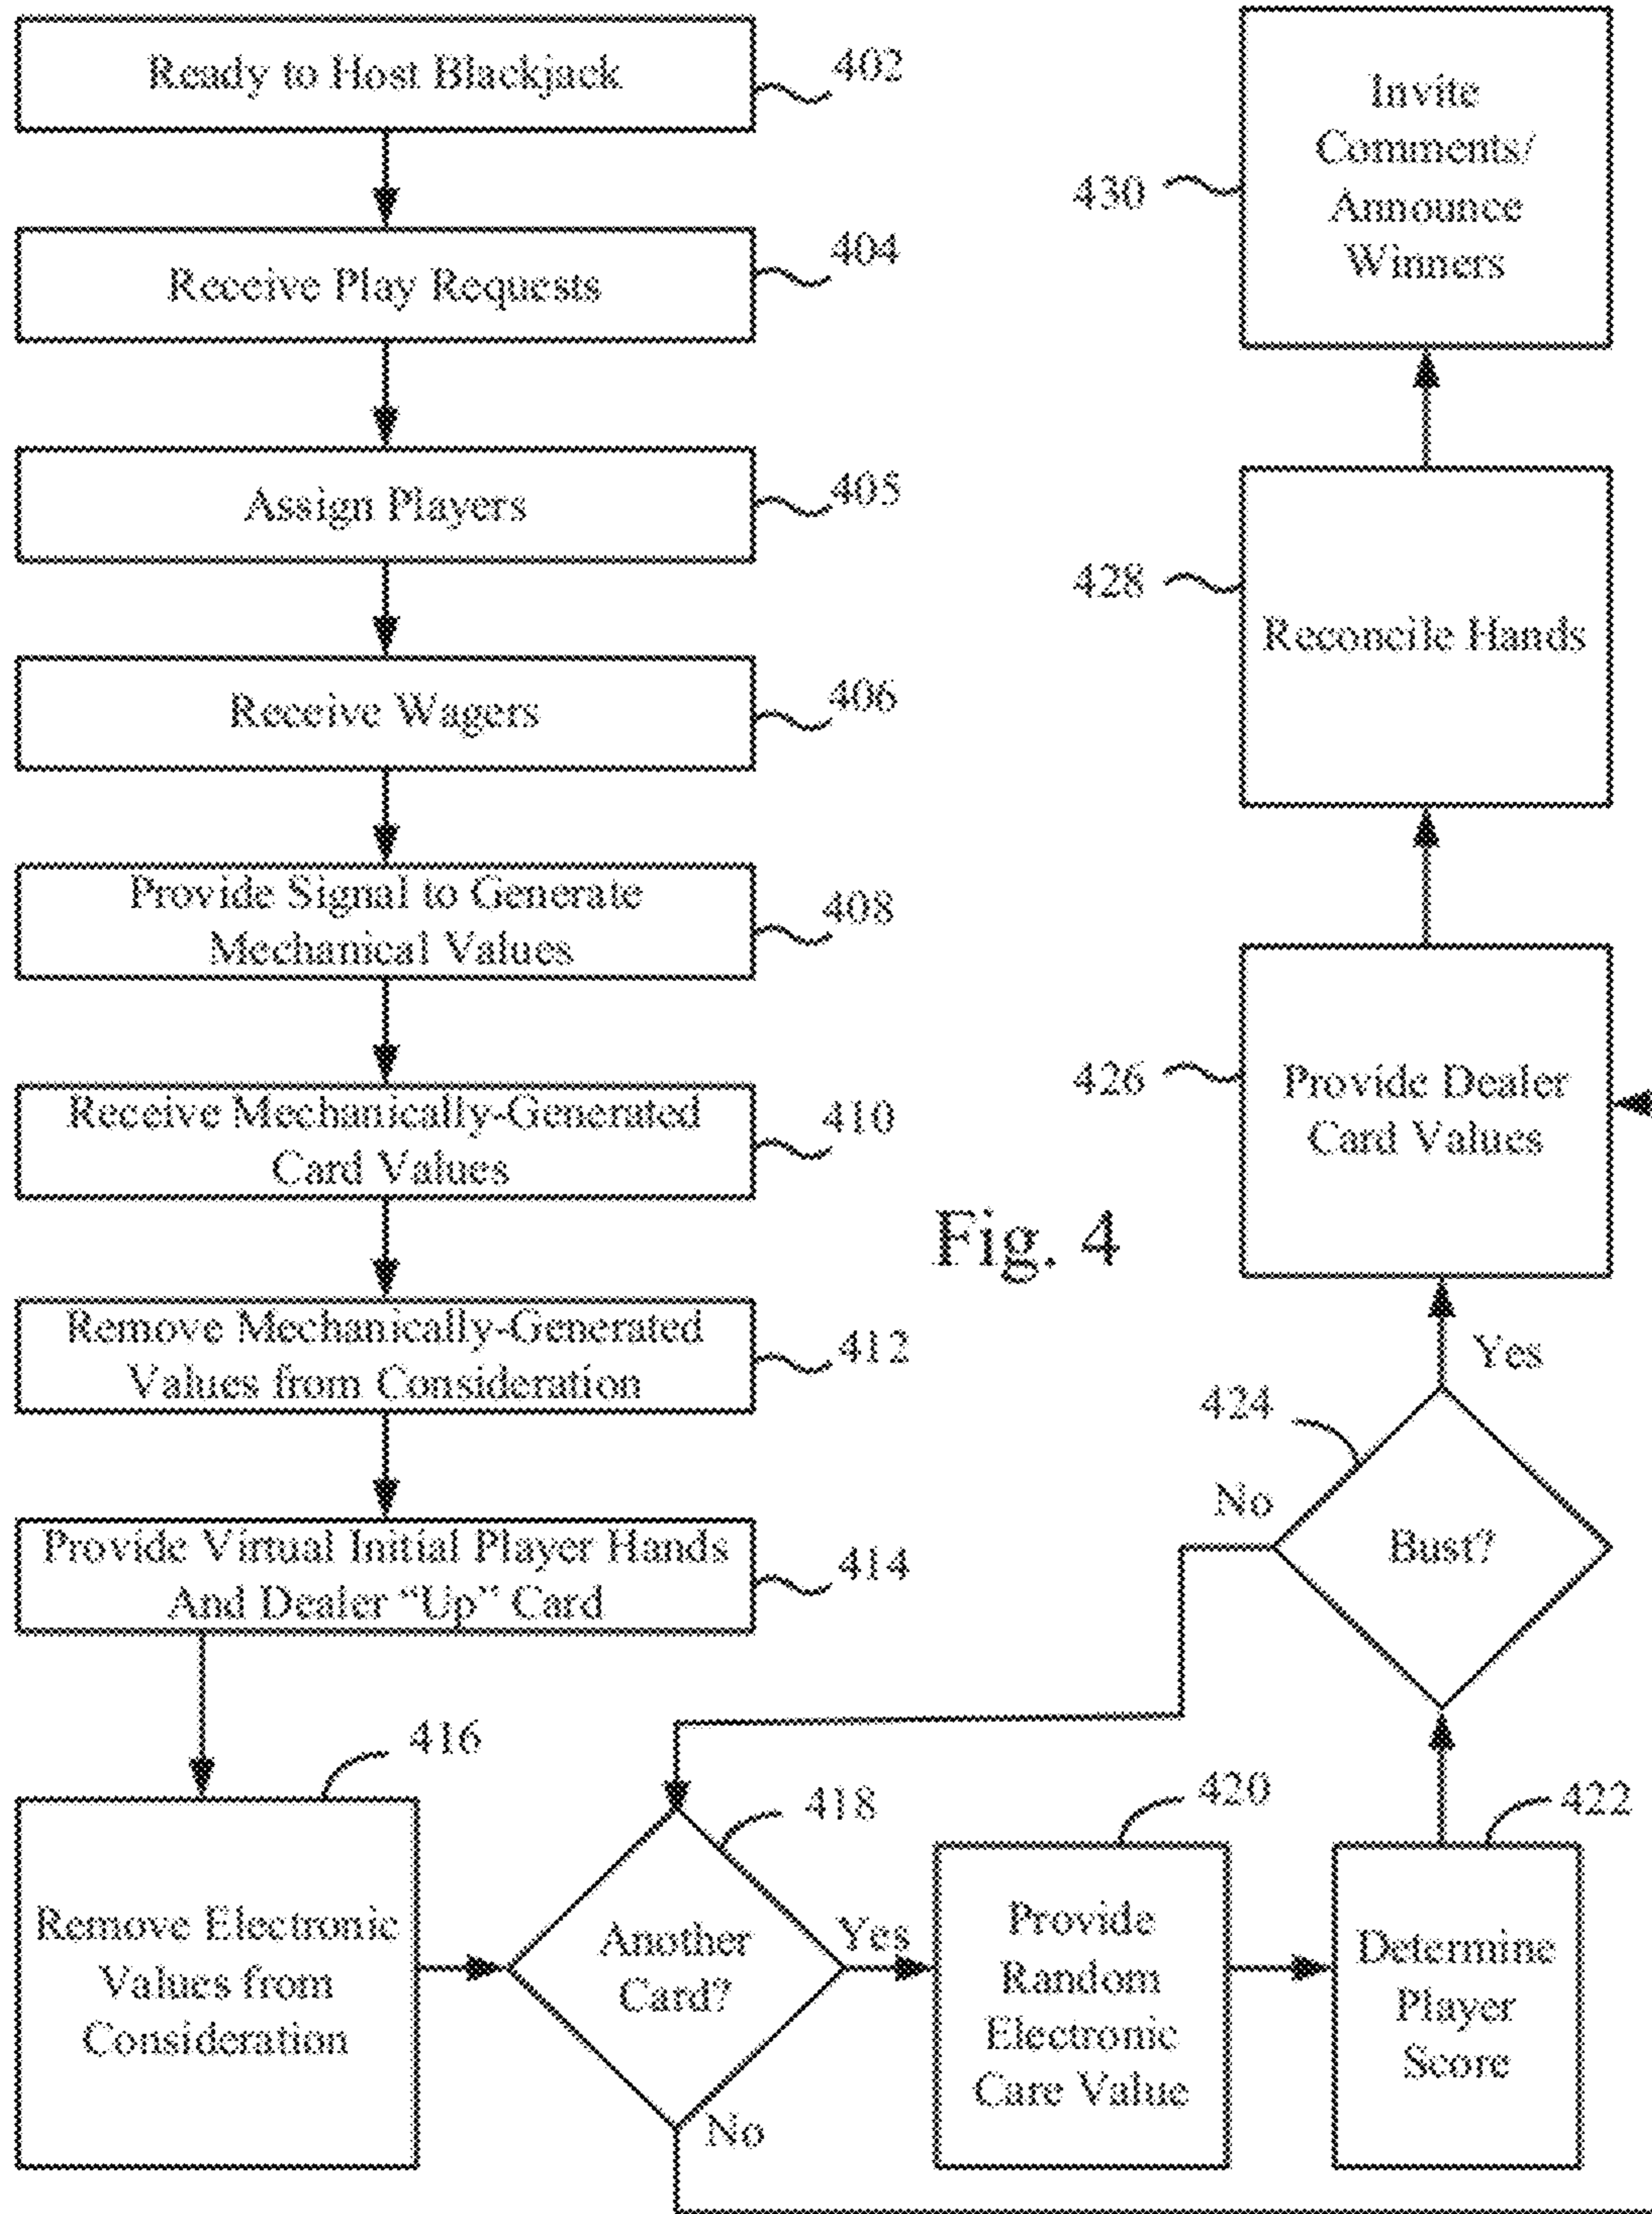 Ready to Host Blackjack
402
Receive Play Requests
404
Assign Players
405
Receive Wagers
406
Provide Signal to Generate
Mechanical Values
408
Receive Mechanically-Generated
Card Values
410
Remove Mechanically-Generated
Values from Consideration
412
Provide Virtual Initial Player Hands
And Dealer “Up” Card
414
416
Remove Electronic
Values from
Consideration
418
Another
Card?
Yes
No
420
Provide
Random
Electronic
Care Value
422
Determine
Player
Score
424
Bust?
No
Yes
426
Provide Dealer
Card Values
428
Reconcile Hands
430
Invite
Comments/
Announce
Winners
Fig. 4